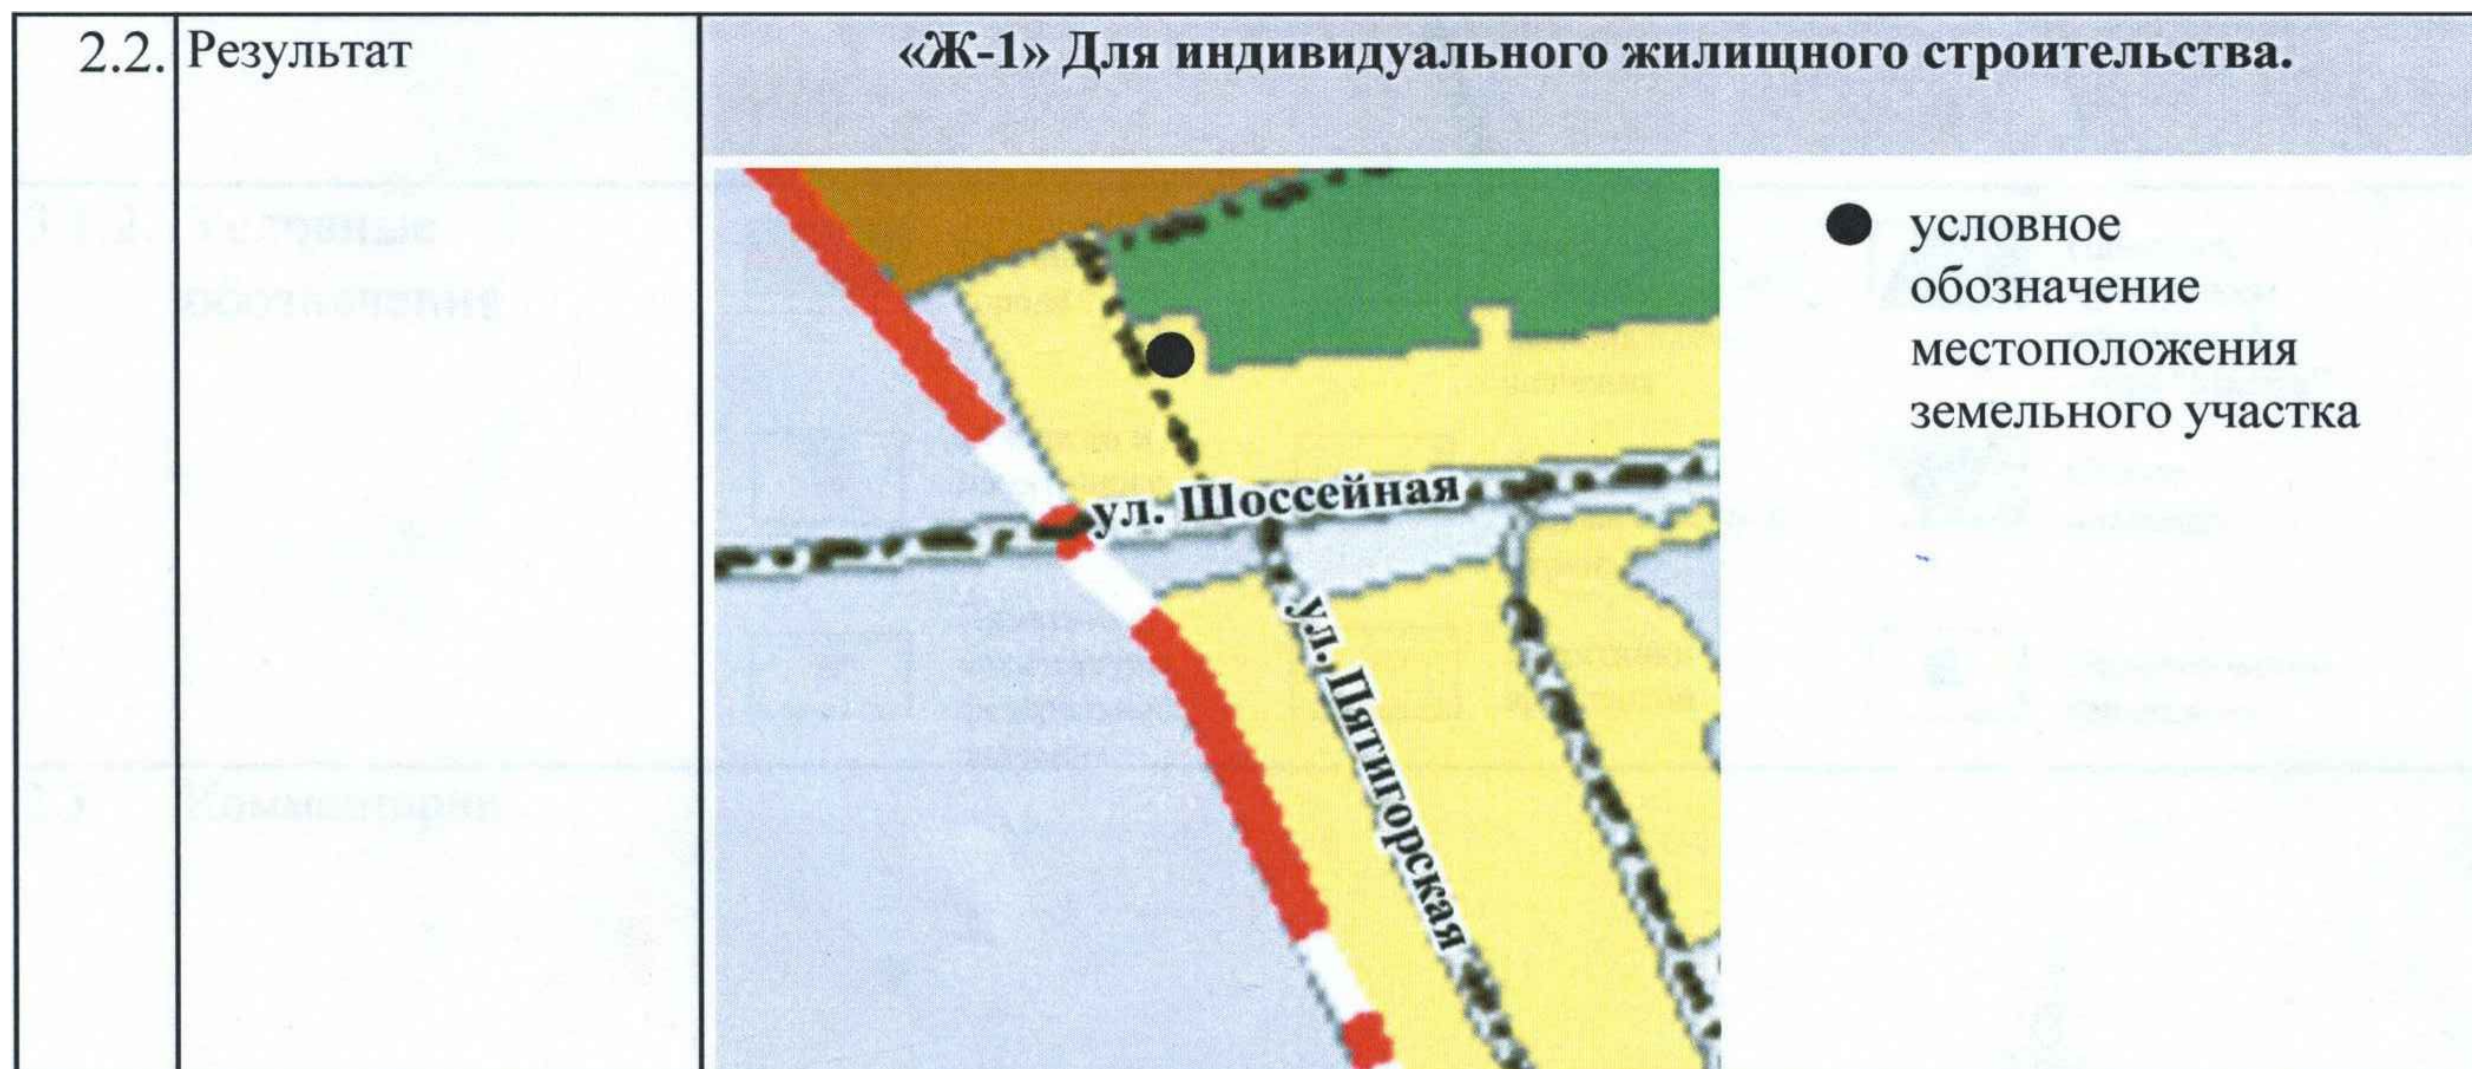 2.2. Результат
«Ж-1» Для индивидуального жилищного строительства.
условное
обозначение
местоположения
земельного участка
ул. Шоссейная
ул. Пятигорская